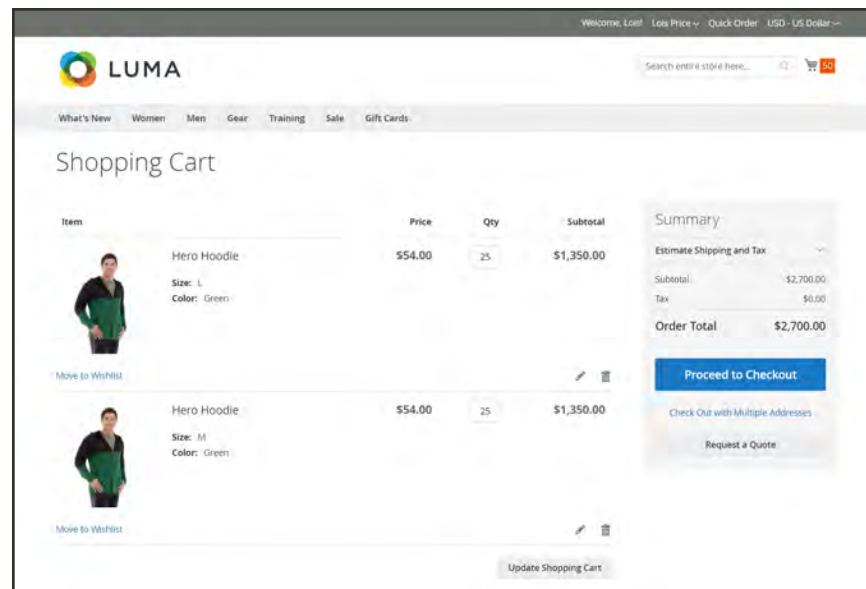 Welcome, Lois! Lois Price Quick Order USD - US Dollar
LUMA
Search entire store here... 50
What's New Women Men Gear Training Sale Gift Cards
Shopping Cart
Item Price Qty Subtotal
Hero Hoodie $54.00 25 $1,350.00
Size: L
Color: Green
Move to Wishlist
Hero Hoodie $54.00 25 $1,350.00
Size: M
Color: Green
Move to Wishlist
Update Shopping Cart
Summary
Estimate Shipping and Tax
Subtotal $2,700.00
Tax $0.00
Order Total $2,700.00
Proceed to Checkout
Check Out with Multiple Addresses
Request a Quote